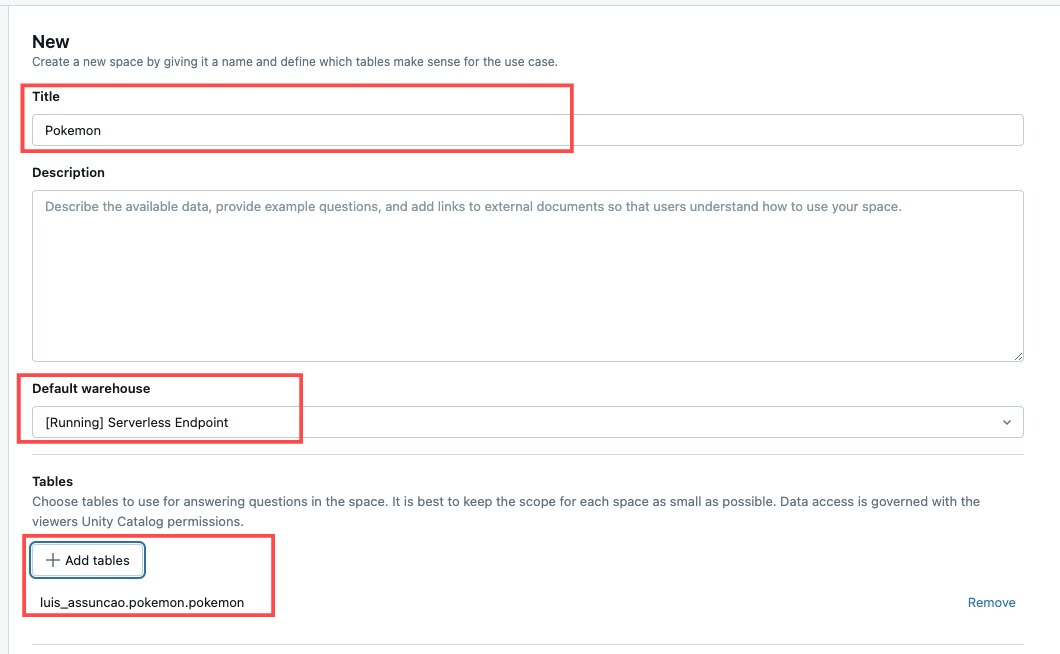 New
Create a new space by giving it a name and define which tables make sense for the use case.
Title
Pokemon
Description
Describe the available data, provide example questions, and add links to external documents so that users understand how to use your space.
Default warehouse
[Running] Serverless Endpoint
Tables
Choose tables to use for answering questions in the space. It is best to keep the scope for each space as small as possible. Data access is governed with the
viewers Unity Catalog permissions.
Add tables
luis_assuncao.pokemon.pokemon
Remove